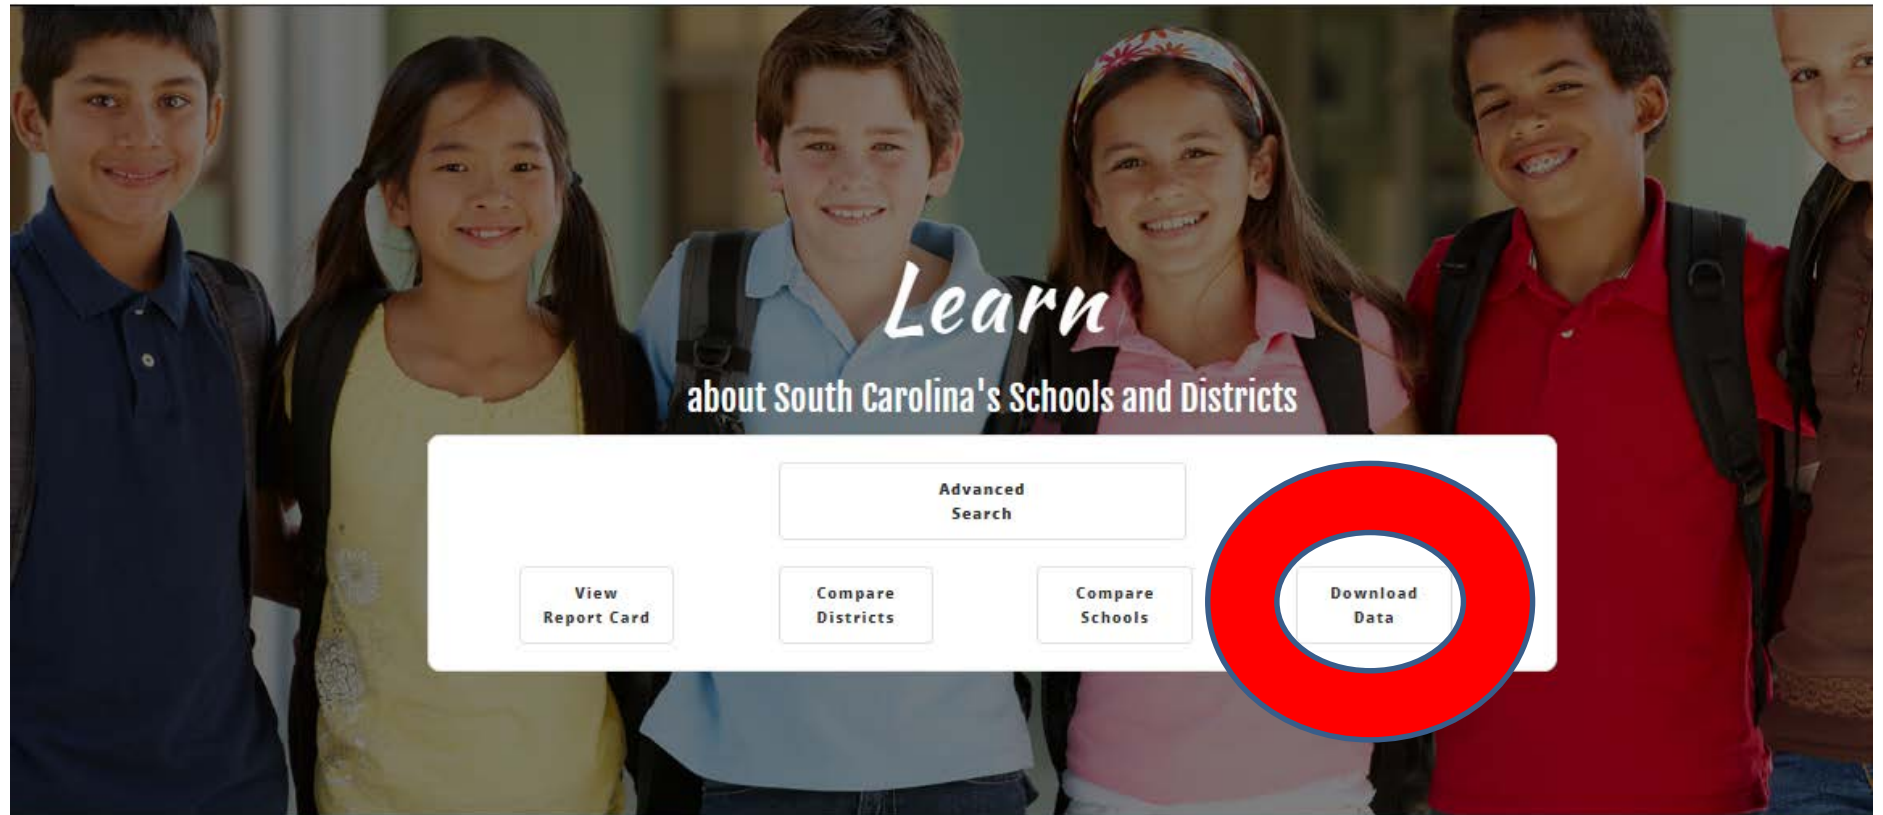 Learn
about South Carolina's Schools and Districts
Advanced
Search
View
Report Card
Compare
Districts
Compare
Schools
Download
Data